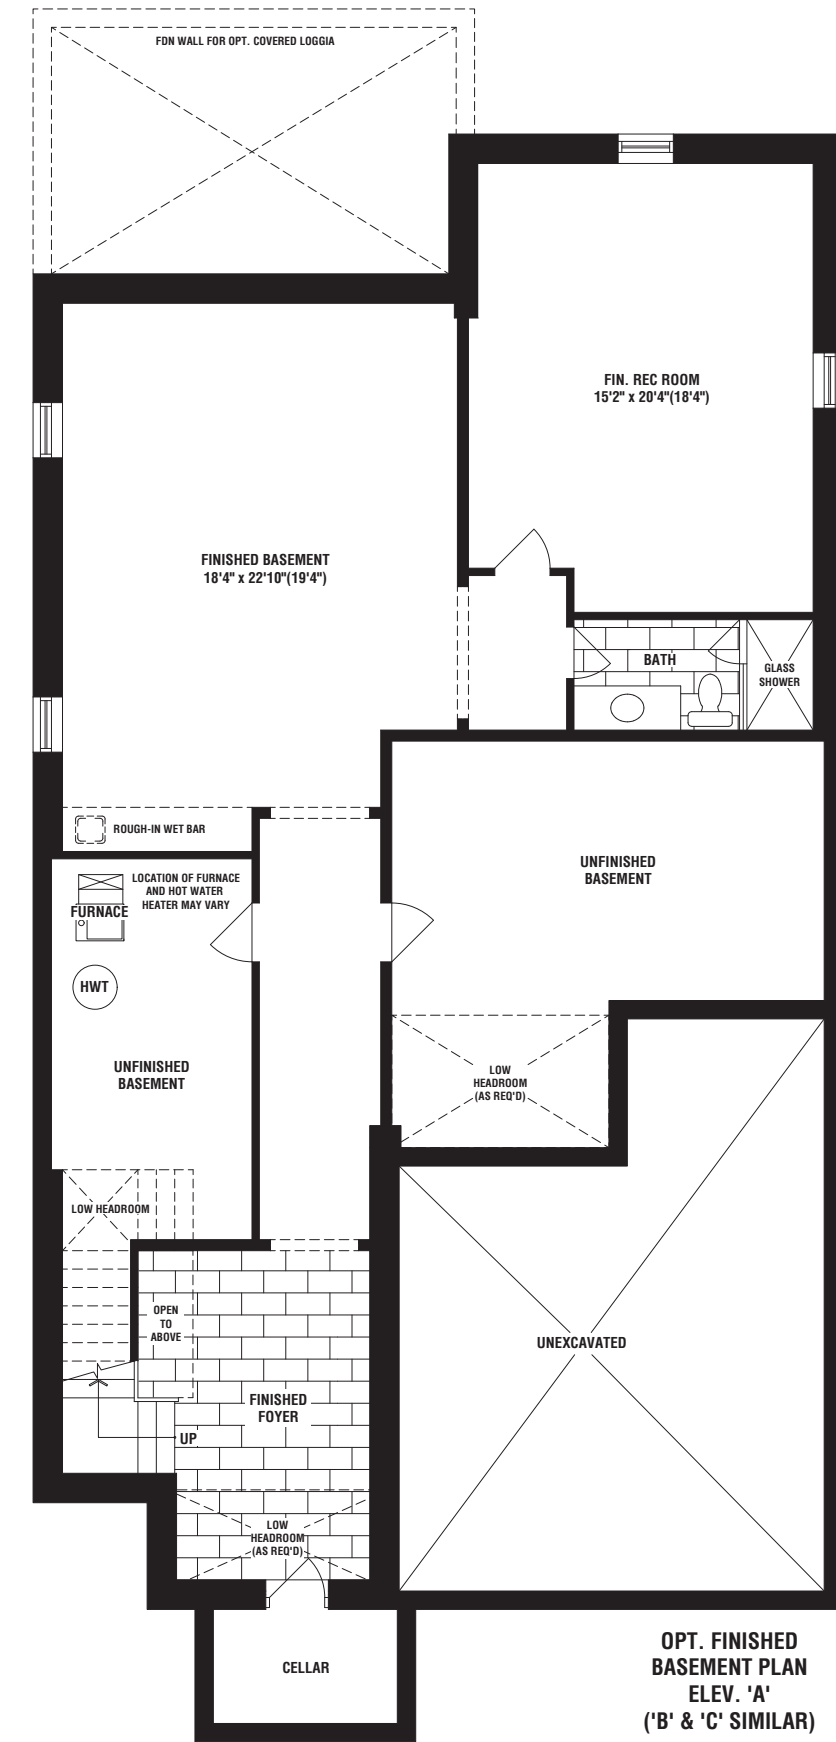 FDN WALL FOR OPT. COVERED LOGGIA
FIN. REC ROOM
15'2" x 20'4"(18'4")
FINISHED BASEMENT
18'4" x 22'10"(19'4")
BATH
GLASS
SHOWER
ROUGH-IN WET BAR
UNFINISHED
BASEMENT
LOCATION OF FURNACE
AND HOT WATER
HEATER MAY VARY
FURNACE
HWT
UNFINISHED
BASEMENT
LOW
HEADROOM
(AS REQ'D)
LOW HEADROOM
OPEN
TO
ABOVE
UNEXCAVATED
FINISHED
FOYER
UP
LOW
HEADROOM
(AS REQ'D)
CELLAR
OPT. FINISHED
BASEMENT PLAN
ELEV. 'A'
('B' & 'C' SIMILAR)